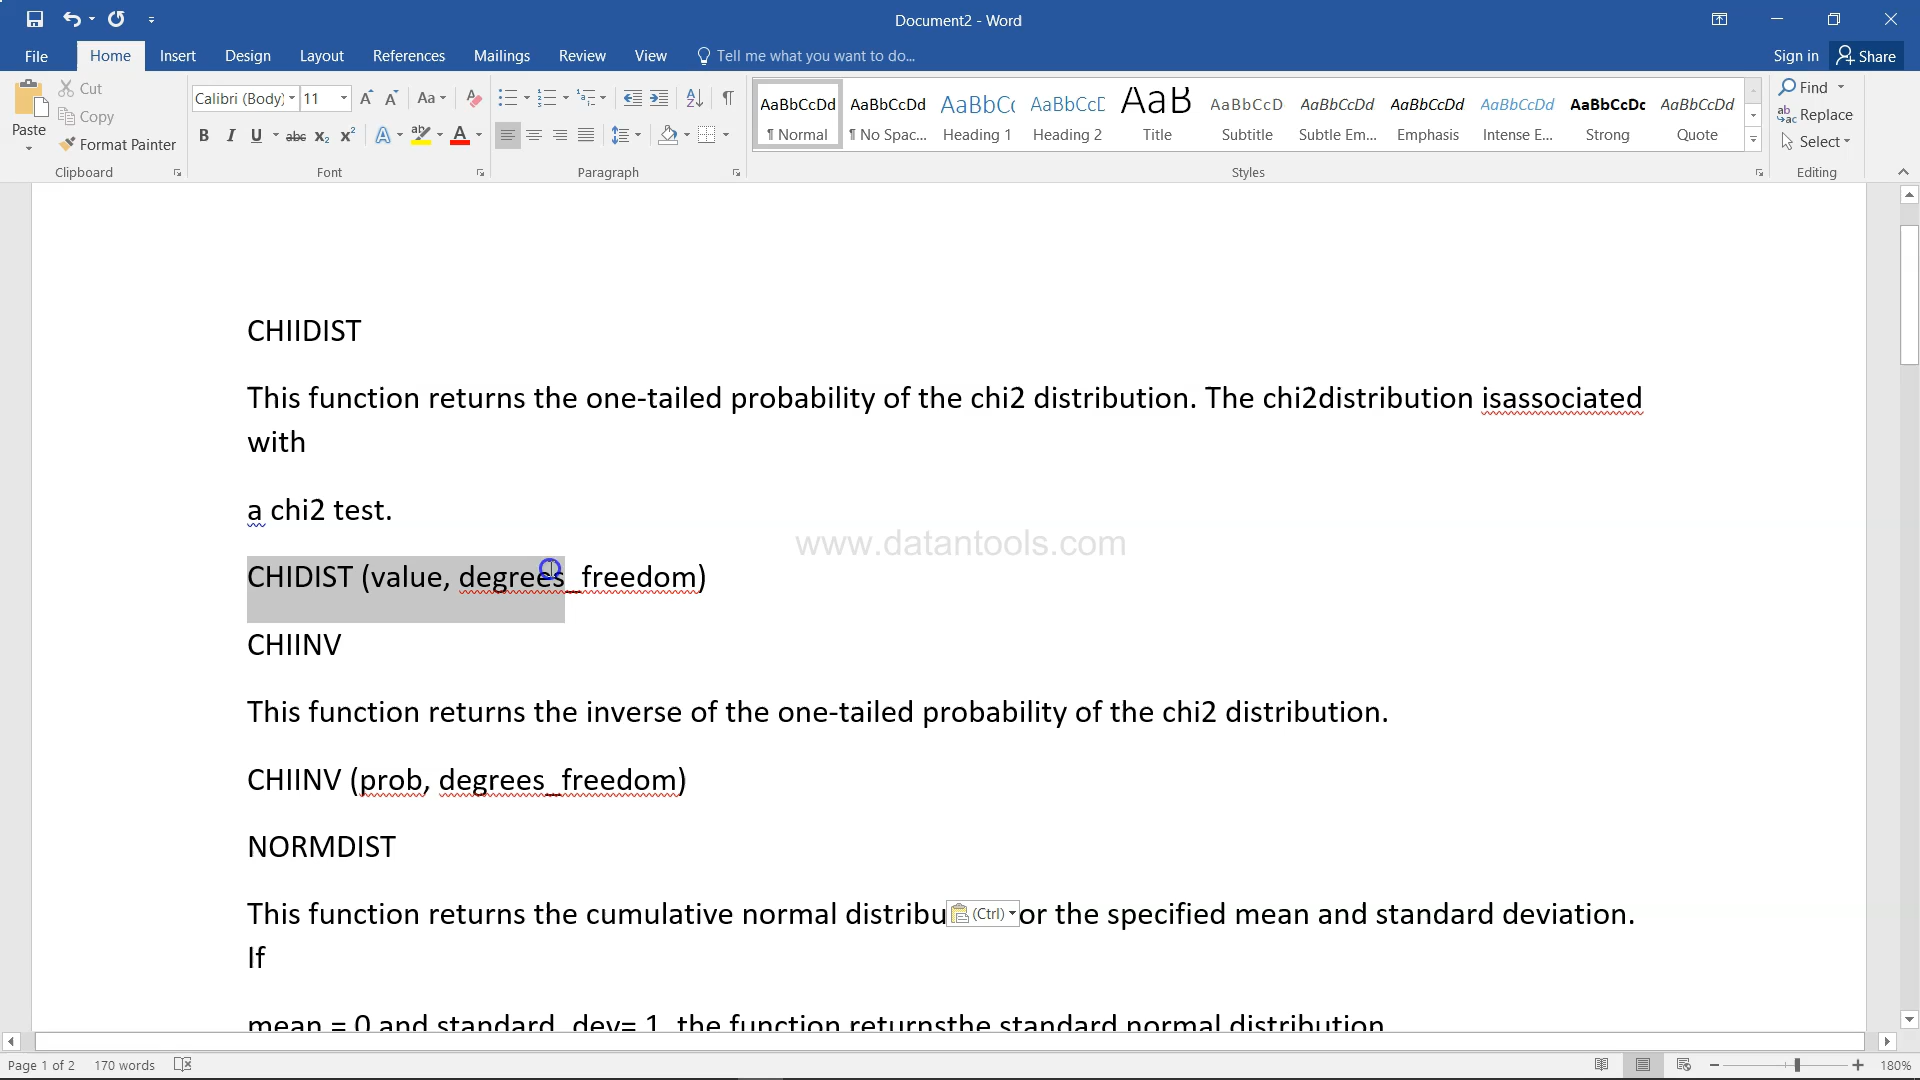 Document2 - Word
File Home Insert Design Layout References Mailings Review View Tell me what you want to do... Sign in Share
Paste Cut
Copy
Format Painter
Clipboard
Calibri (Body) 11
Font
Paragraph
AaBbCcDd AaBbCcDd AaBbCc AaBbCcD AaB AaBbCcD AaBbCcDd AaBbCcDd AaBbCcDd AaBbCcDc AaBbCcDd
¶ Normal ¶ No Spac... Heading 1 Heading 2 Title Subtitle Subtle Em... Emphasis Intense E... Strong Quote
Styles
Find
Replace
Select
Editing
CHIIDIST
This function returns the one-tailed probability of the chi2 distribution. The chi2distribution isassociated
with
a chi2 test.
www.datantools.com
CHIDIST (value, degrees_freedom)
CHIINV
This function returns the inverse of the one-tailed probability of the chi2 distribution.
CHIINV (prob, degrees_freedom)
NORMDIST
This function returns the cumulative normal distribu (Ctrl) or the specified mean and standard deviation.
If
mean = 0 and standard_dev= 1, the function returnsthe standard normal distribution
Page 1 of 2 170 words 180%